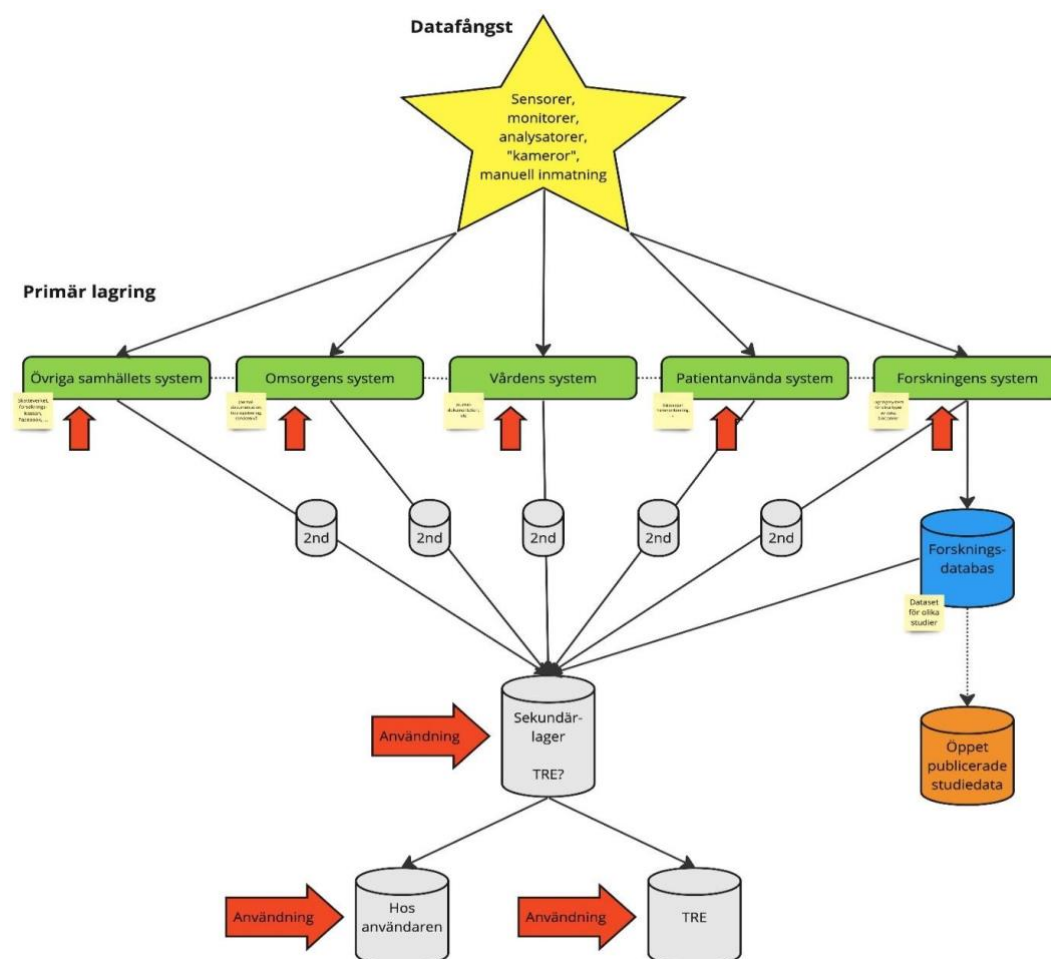 Datafångst
Sensorer,
monitorer,
analysatorer,
"kameror",
manuell inmatning
Primär lagring
Övriga samhällets system
Omsorgens system
Vårdens system
Patientanvända system
Forskningens system
2nd
2nd
2nd
2nd
2nd
Forsknings-
databas
Dataset
för olika
studier
Sekundär-
lager
TRE?
Användning
Öppet
publicerade
studiedata
Användning
Hos
användaren
Användning
TRE